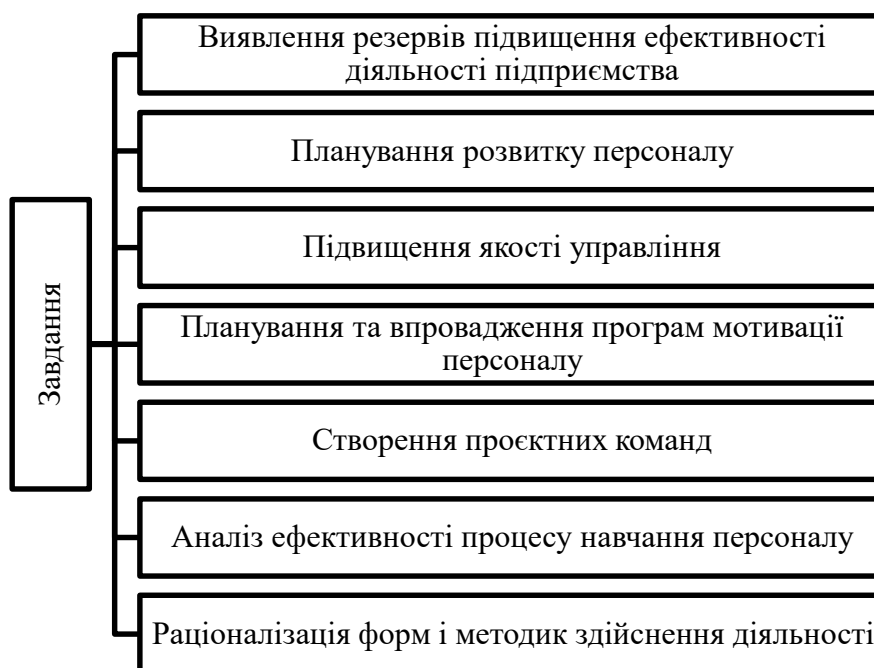 Завдання
Виявлення резервів підвищення ефективності
діяльності підприємства
Планування розвитку персоналу
Підвищення якості управління
Планування та впровадження програм мотивації
персоналу
Створення проєктних команд
Аналіз ефективності процесу навчання персоналу
Раціоналізація форм і методик здійснення діяльності